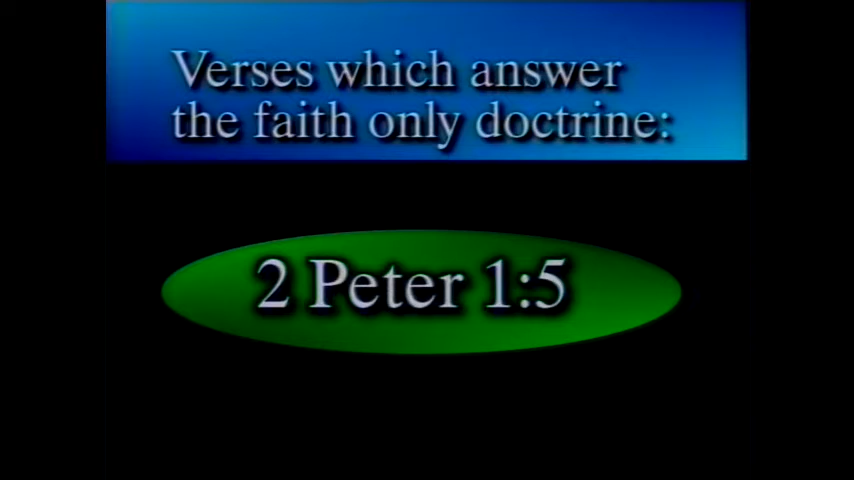 Verses which answer
the faith only doctrine:
2 Peter 1:5